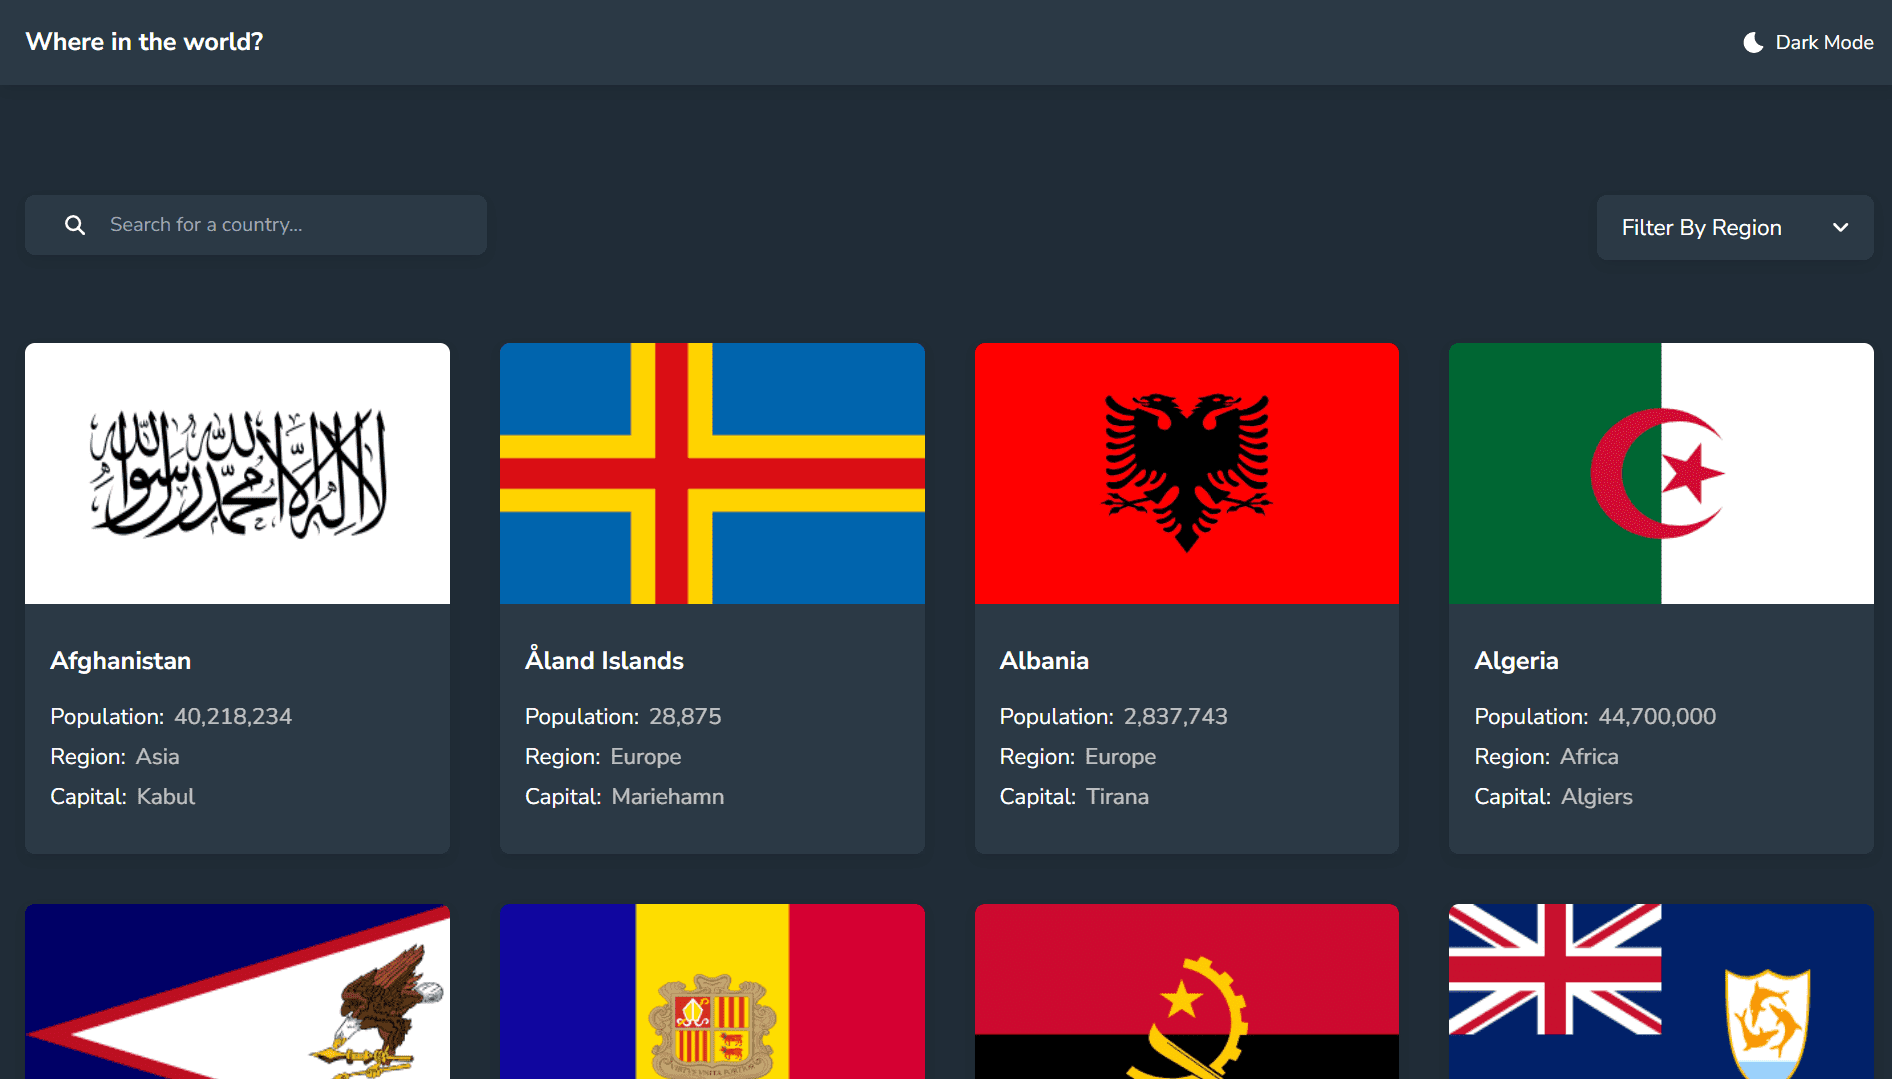 Where in the world?
Dark Mode
Search for a country...
Filter By Region
لا إله إلا الله محمد رسول الله
Afghanistan
Population: 40,218,234
Region: Asia
Capital: Kabul
Åland Islands
Population: 28,875
Region: Europe
Capital: Mariehamn
Albania
Population: 2,837,743
Region: Europe
Capital: Tirana
Algeria
Population: 44,700,000
Region: Africa
Capital: Algiers